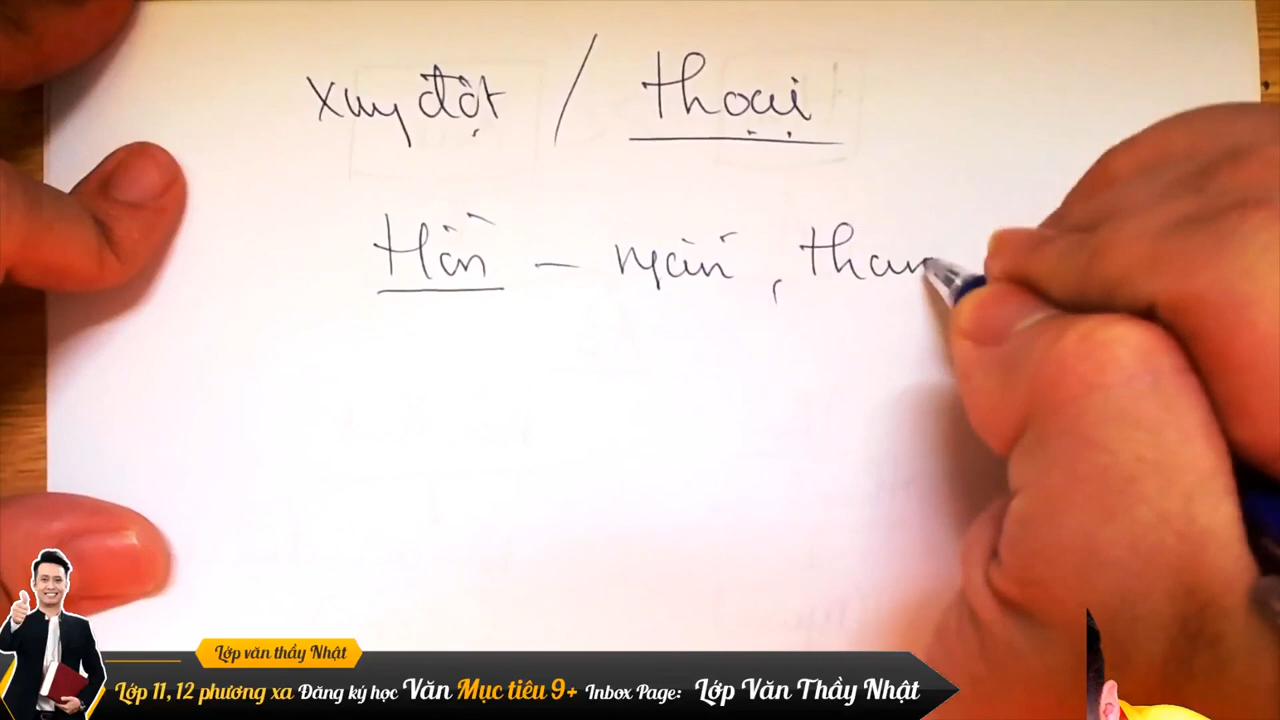 xung đột / thoại
Hồn – ngắn, than
Lớp văn thầy Nhật
Lớp 11, 12 phương xa Đăng ký học Văn Mục tiêu 9+ Inbox Page: Lớp Văn Thầy Nhật